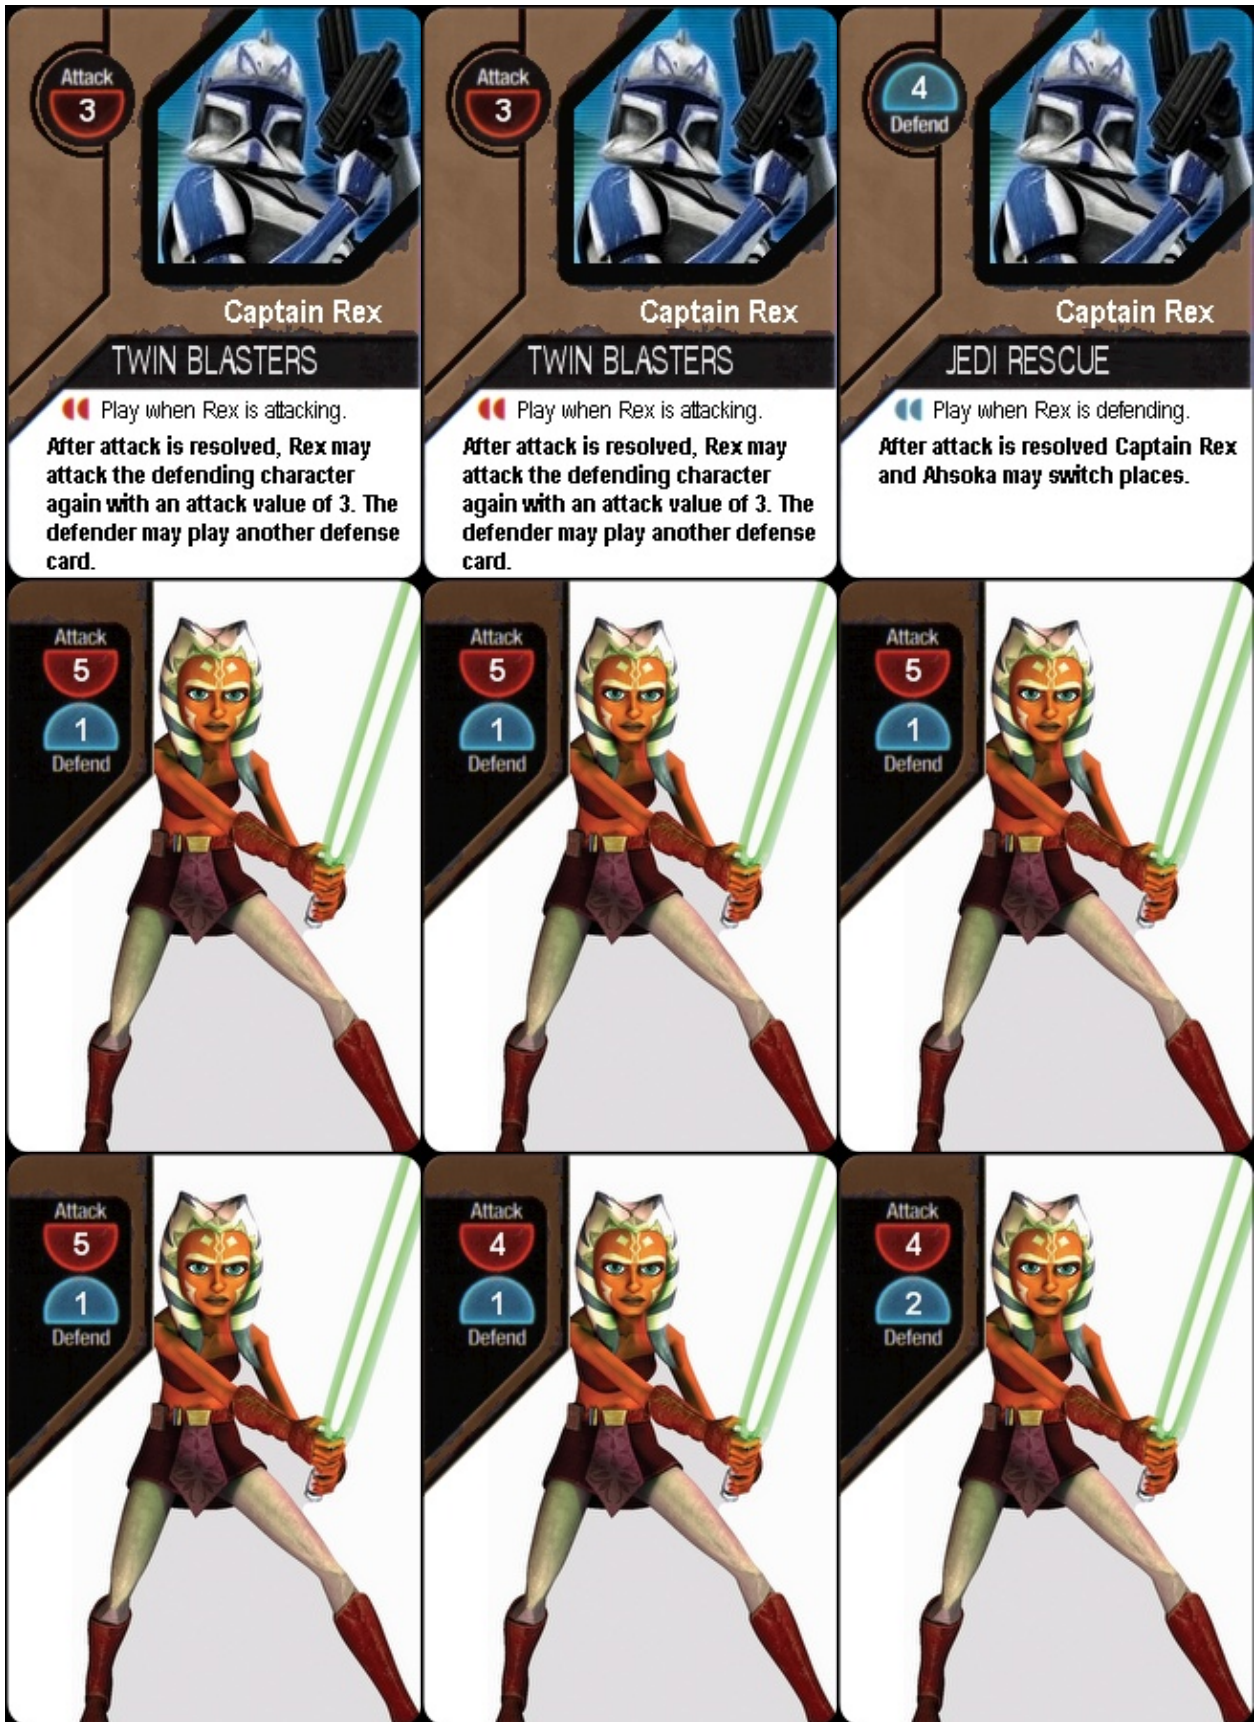 Attack
3
Captain Rex
TWIN BLASTERS
Play when Rex is attacking.
After attack is resolved, Rex may
attack the defending character
again with an attack value of 3. The
defender may play another defense
card.
Attack
3
Captain Rex
TWIN BLASTERS
Play when Rex is attacking.
After attack is resolved, Rex may
attack the defending character
again with an attack value of 3. The
defender may play another defense
card.
4
Defend
Captain Rex
JEDI RESCUE
Play when Rex is defending.
After attack is resolved Captain Rex
and Ahsoka may switch places.
Attack
5
1
Defend
Attack
5
1
Defend
Attack
5
1
Defend
Attack
5
1
Defend
Attack
4
1
Defend
Attack
4
2
Defend